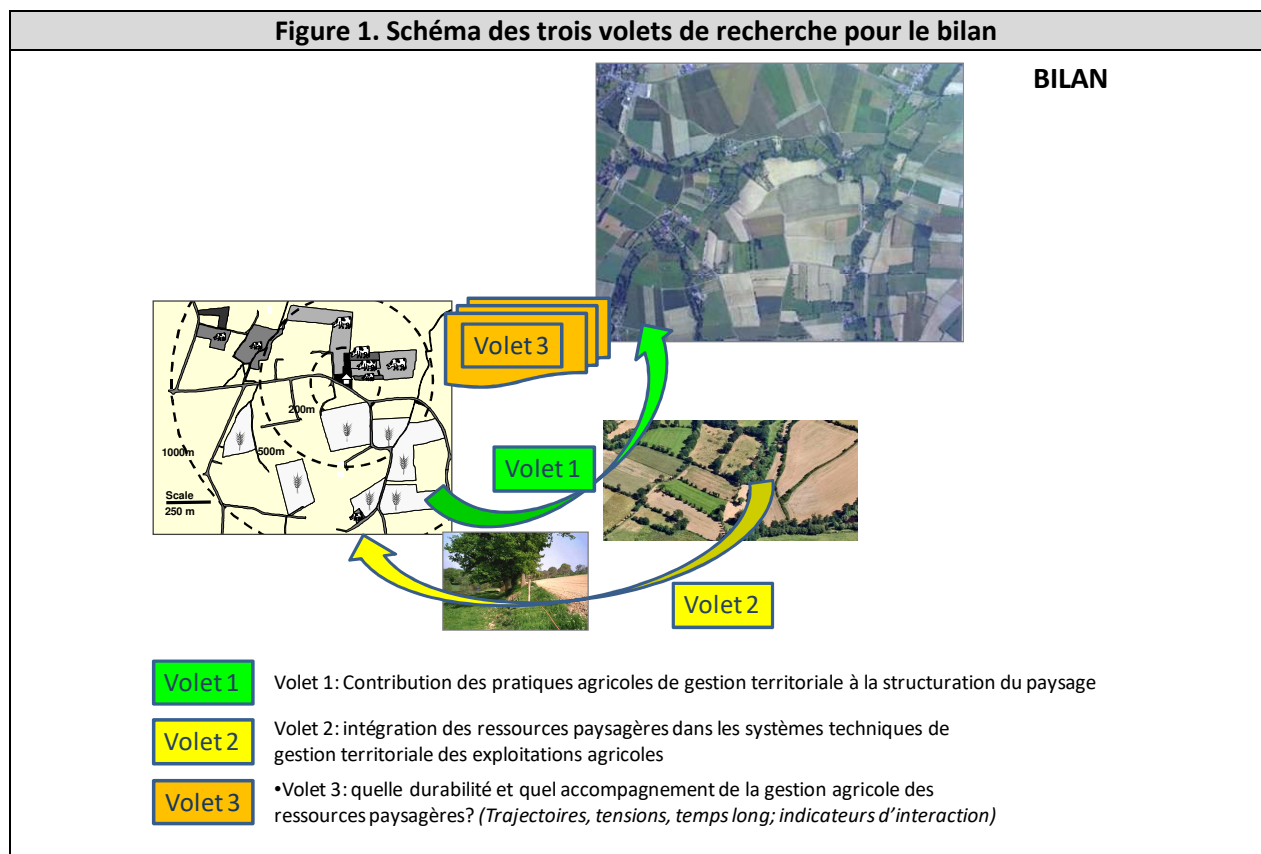 Figure 1. Schéma des trois volets de recherche pour le bilan
BILAN
Volet 3
200m
1000m
500m
Volet 1
Scale
250 m
Volet 2
Volet 1
Volet 1: Contribution des pratiques agricoles de gestion territoriale à la structuration du paysage
Volet 2
Volet 2: intégration des ressources paysagères dans les systèmes techniques de
gestion territoriale des exploitations agricoles
Volet 3
•Volet 3: quelle durabilité et quel accompagnement de la gestion agricole des
ressources paysagères? (Trajectoires, tensions, temps long; indicateurs d'interaction)